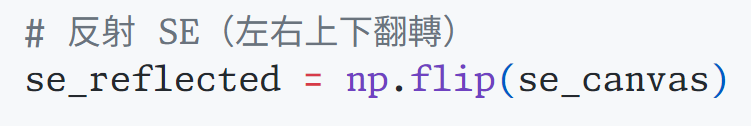 # 反射 SE（左右上下翻轉）
se_reflected = np.flip(se_canvas)